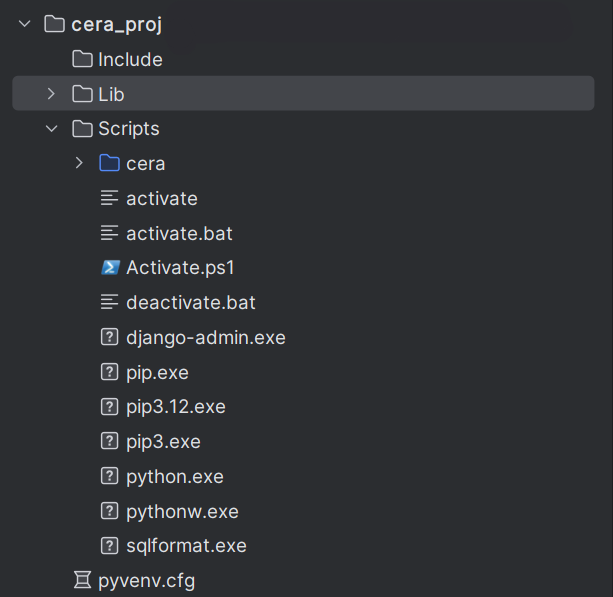 cera_proj
Include
Lib
Scripts
cera
activate
activate.bat
Activate.ps1
deactivate.bat
django-admin.exe
pip.exe
pip3.12.exe
pip3.exe
python.exe
pythonw.exe
sqlformat.exe
pyvenv.cfg